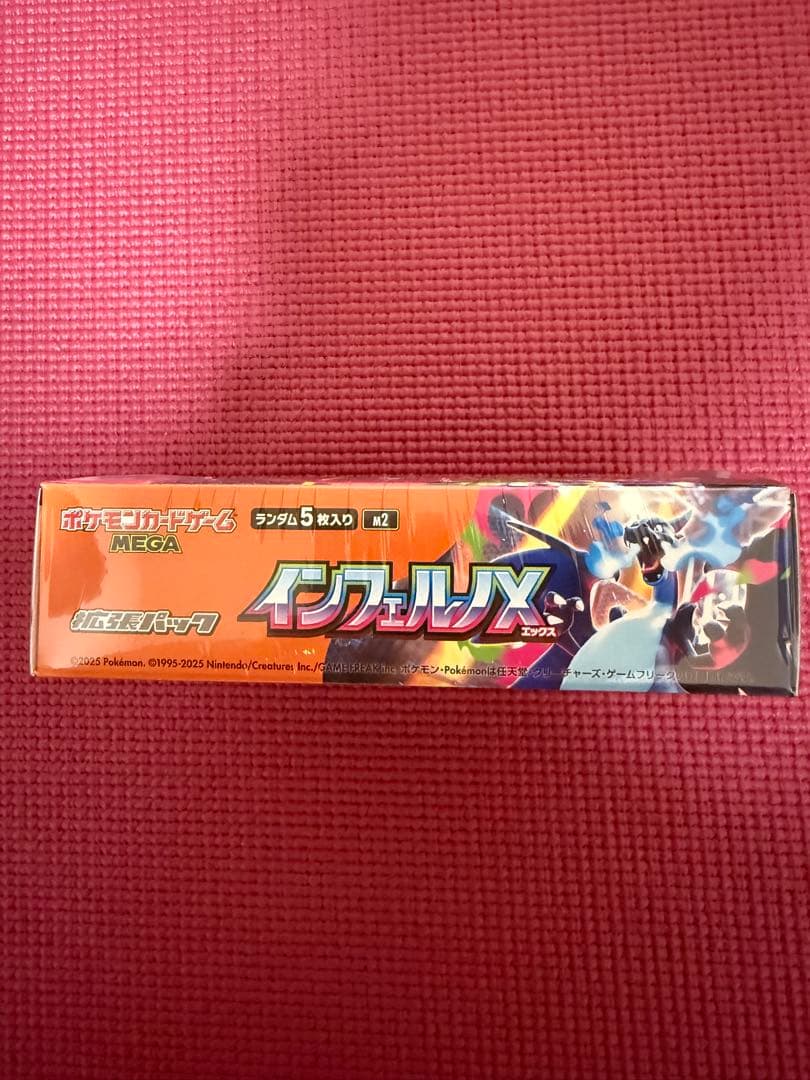 ポケモンカードゲーム
MEGA
ランダム5枚入り
M2
拡張パック
インフェルノX
エックス
©2025 Pokémon. ©1995-2025 Nintendo/Creatures Inc./GAME FREAK inc. ポケモン・Pokémonは任天堂・クリーチャーズ・ゲームフリーク